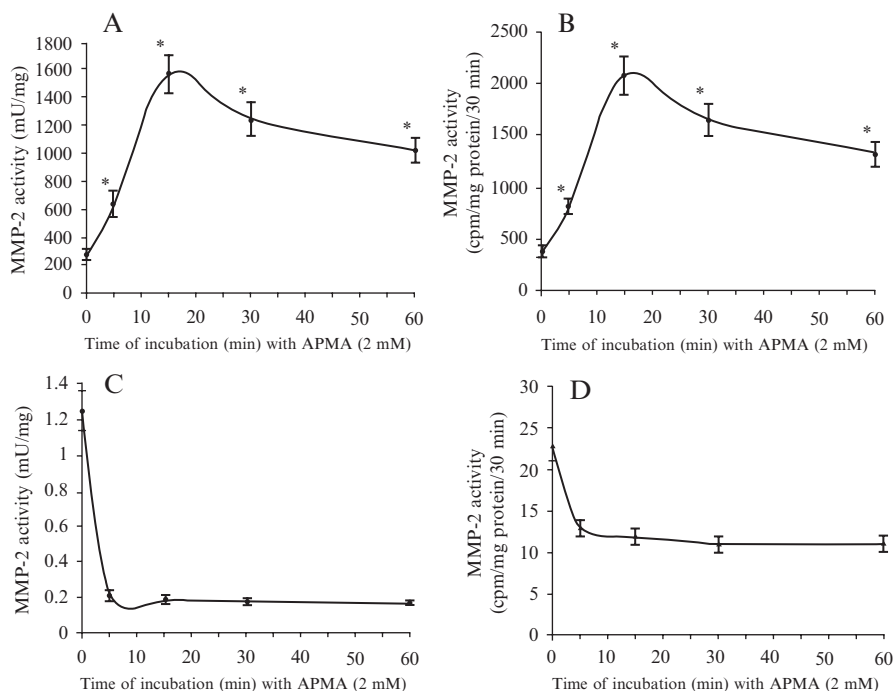 A
MMP-2 activity (mU/mg)
1800
1600
1400
1200
1000
800
600
400
200
0
*
*
*
*
0 10 20 30 40 50 60
Time of incubation (min) with APMA (2 mM)
B
MMP-2 activity
(cpm/mg protein/30 min)
2500
2000
1500
1000
500
0
*
*
*
*
0 10 20 30 40 50 60
Time of incubation (min) with APMA (2 mM)
C
MMP-2 activity (mU/mg)
1.4
1.2
1
0.8
0.6
0.4
0.2
0
0 10 20 30 40 50 60
Time of incubation (min) with APMA (2 mM)
D
MMP-2 activity
(cpm/mg protein/30 min)
30
25
20
15
10
5
0
0 10 20 30 40 50 60
Time of incubation (min) with APMA (2 mM)